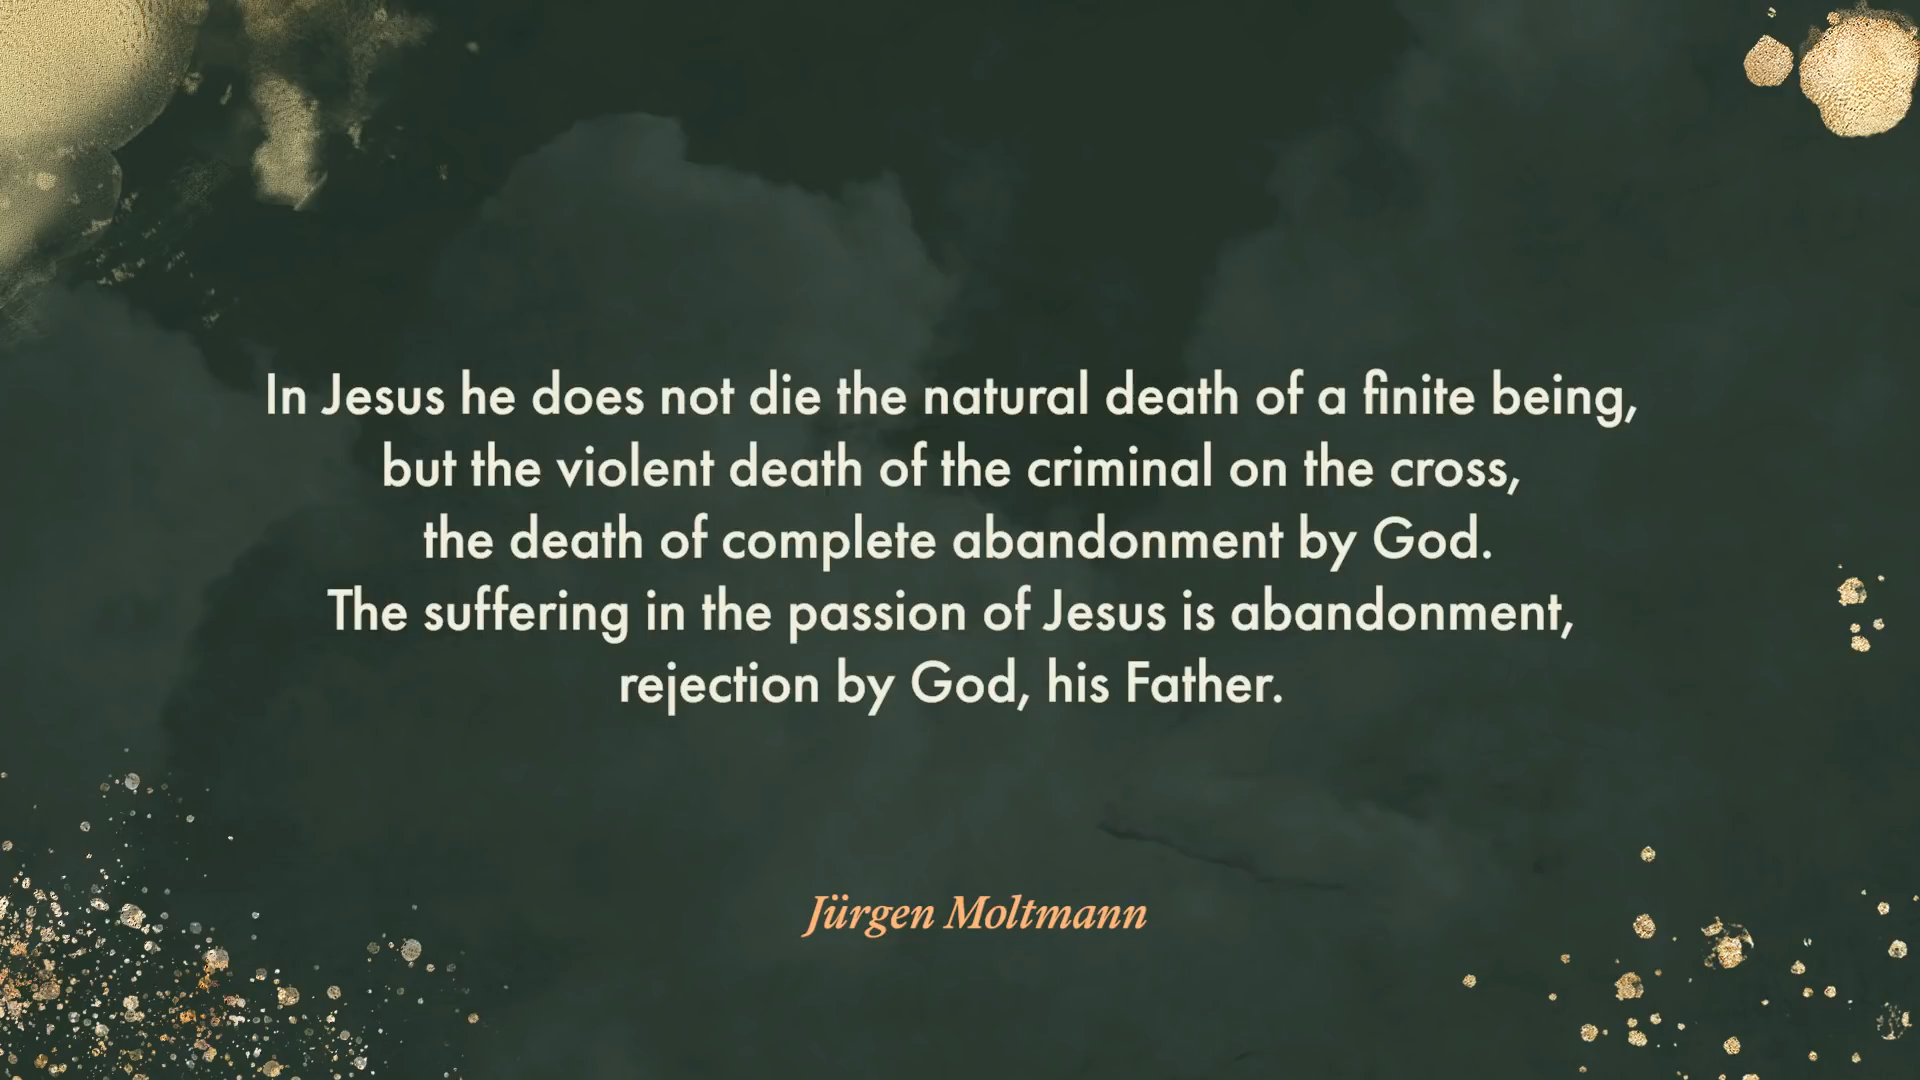 In Jesus he does not die the natural death of a finite being,
but the violent death of the criminal on the cross,
the death of complete abandonment by God.
The suffering in the passion of Jesus is abandonment,
rejection by God, his Father.
Jürgen Moltmann